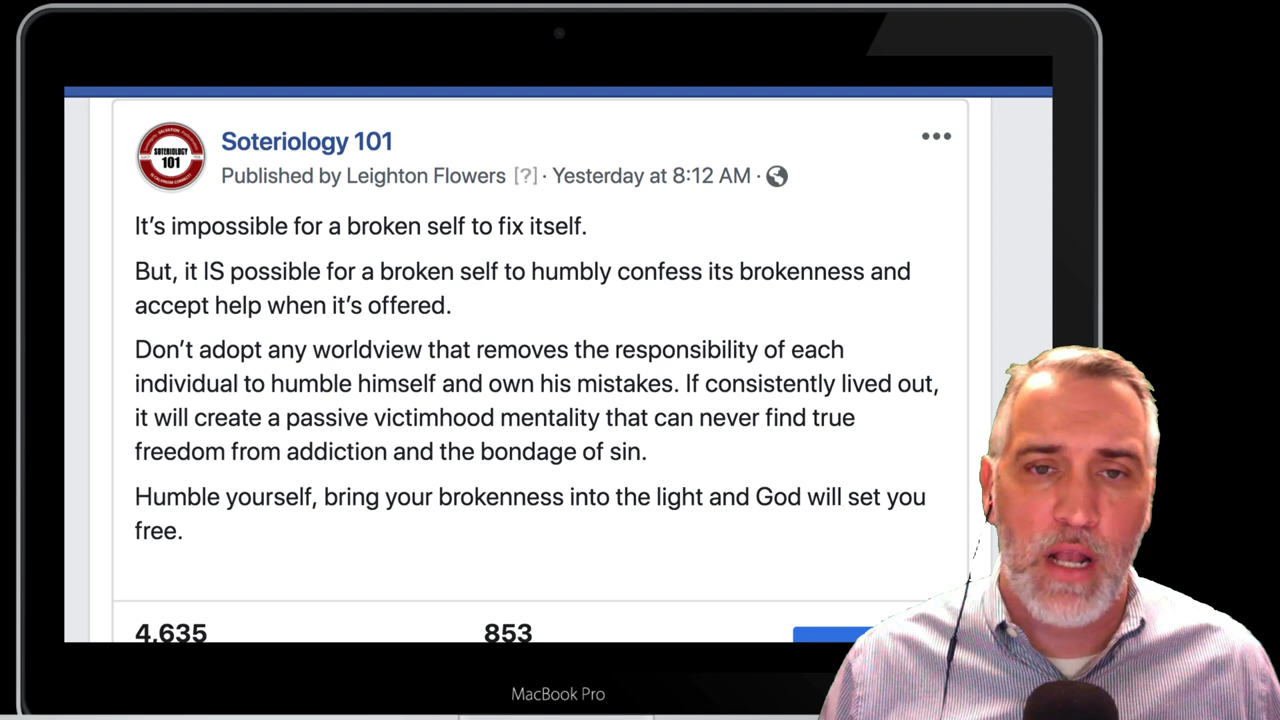 SOTERIOLOGY
101
Soteriology 101
Published by Leighton Flowers [?] · Yesterday at 8:12 AM ·
It’s impossible for a broken self to fix itself.
But, it IS possible for a broken self to humbly confess its brokenness and
accept help when it’s offered.
Don’t adopt any worldview that removes the responsibility of each
individual to humble himself and own his mistakes. If consistently lived out,
it will create a passive victimhood mentality that can never find true
freedom from addiction and the bondage of sin.
Humble yourself, bring your brokenness into the light and God will set you
free.
4,635
853
MacBook Pro